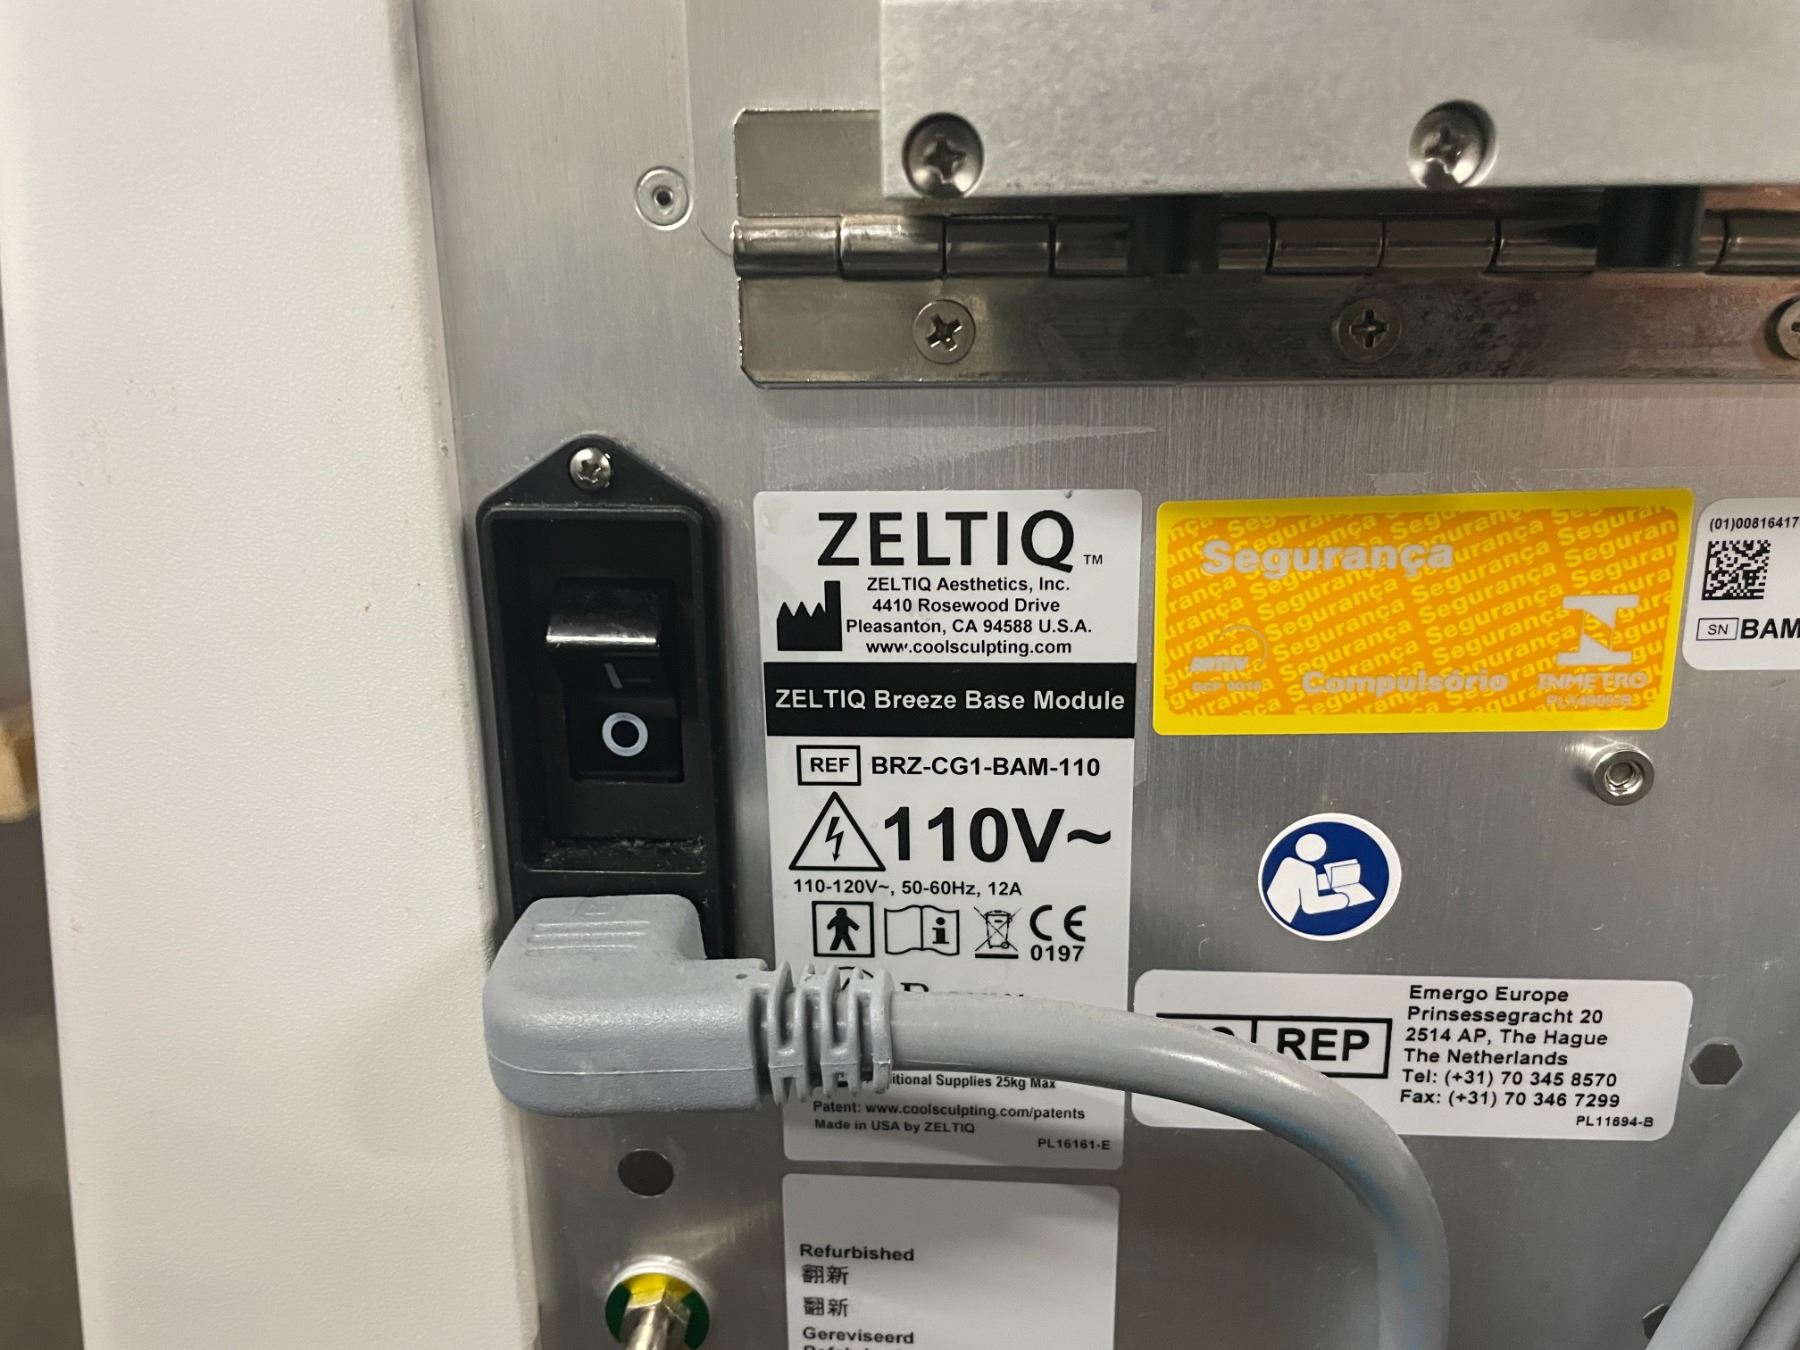 ZELTIQ™
ZELTIQ Aesthetics, Inc.
4410 Rosewood Drive
Pleasanton, CA 94588 U.S.A.
www.coolsculpting.com
ZELTIQ Breeze Base Module
REF BRZ-CG1-BAM-110
110V~
110-120V~, 50-60Hz, 12A
CE
0197
Supplies 25kg Max
Patent: www.coolsculpting.com/patents
Made in USA by ZELTIQ
PL16161-E
Refurbished
翻新
翻新
Gereviseerd
Segurança
Compulsório
INMETRO
(01)00816417
SN BAM
REP
Emergo Europe
Prinsessegracht 20
2514 AP, The Hague
The Netherlands
Tel: (+31) 70 345 8570
Fax: (+31) 70 346 7299
PL11694-B